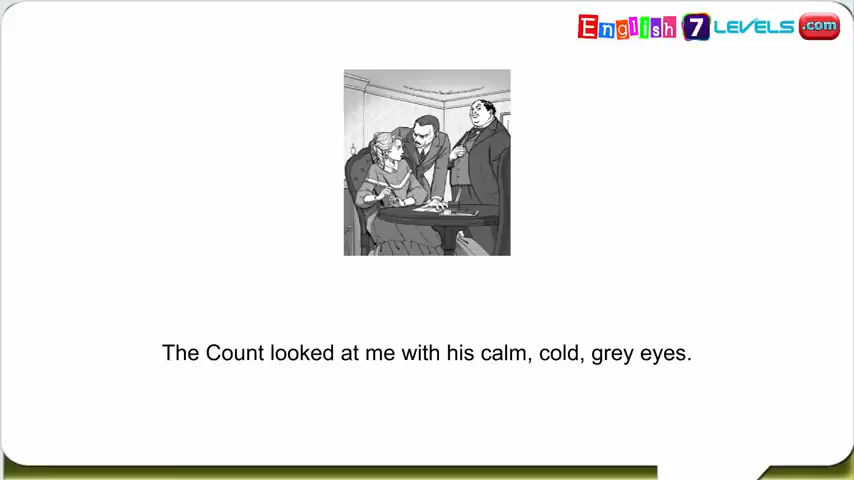 English 7 LEVELS .com
The Count looked at me with his calm, cold, grey eyes.